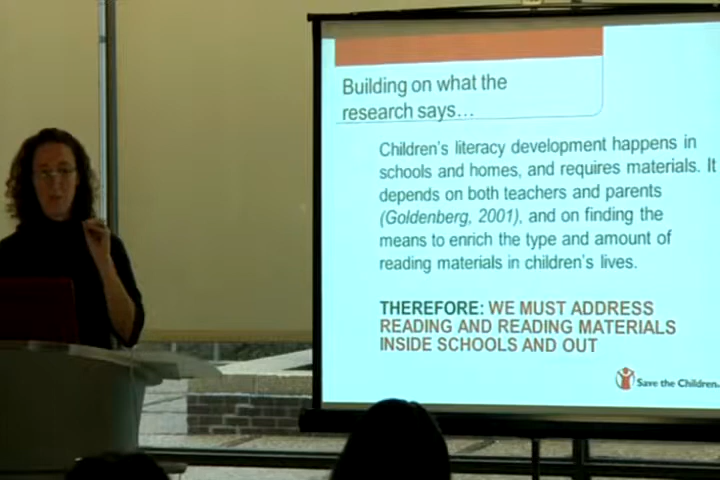 Building on what the
research says…
Children's literacy development happens in
schools and homes, and requires materials. It
depends on both teachers and parents
(Goldenberg, 2001), and on finding the
means to enrich the type and amount of
reading materials in children's lives.
THEREFORE: WE MUST ADDRESS
READING AND READING MATERIALS
INSIDE SCHOOLS AND OUT
Save the Children.